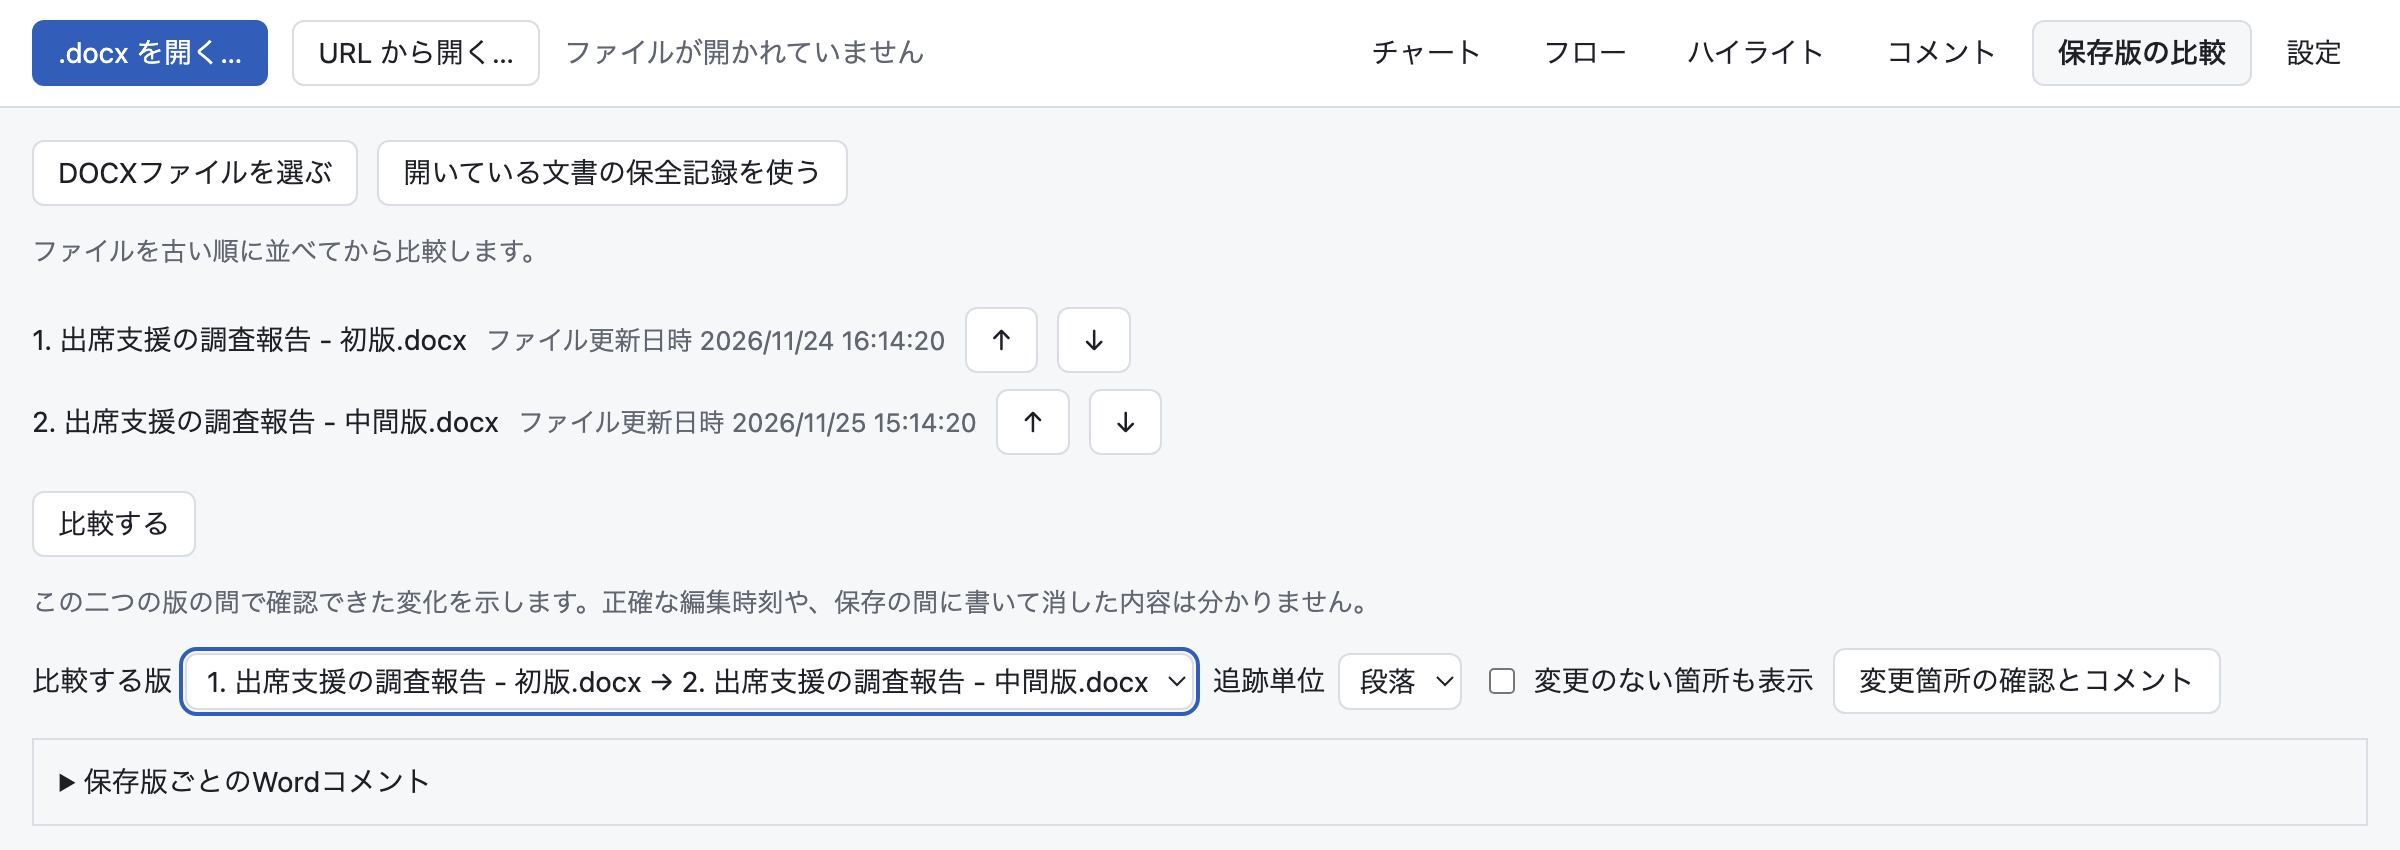 .docx を開く... URL から開く... ファイルが開かれていません チャート フロー ハイライト コメント 保存版の比較 設定
DOCXファイルを選ぶ 開いている文書の保全記録を使う
ファイルを古い順に並べてから比較します。
1. 出席支援の調査報告 - 初版.docx ファイル更新日時 2026/11/24 16:14:20 ↑ ↓
2. 出席支援の調査報告 - 中間版.docx ファイル更新日時 2026/11/25 15:14:20 ↑ ↓
比較する
この二つの版の間で確認できた変化を示します。正確な編集時刻や、保存の間に書いて消した内容は分かりません。
比較する版 1. 出席支援の調査報告 - 初版.docx → 2. 出席支援の調査報告 - 中間版.docx 追跡単位 段落 変更のない箇所も表示 変更箇所の確認とコメント
▶ 保存版ごとのWordコメント